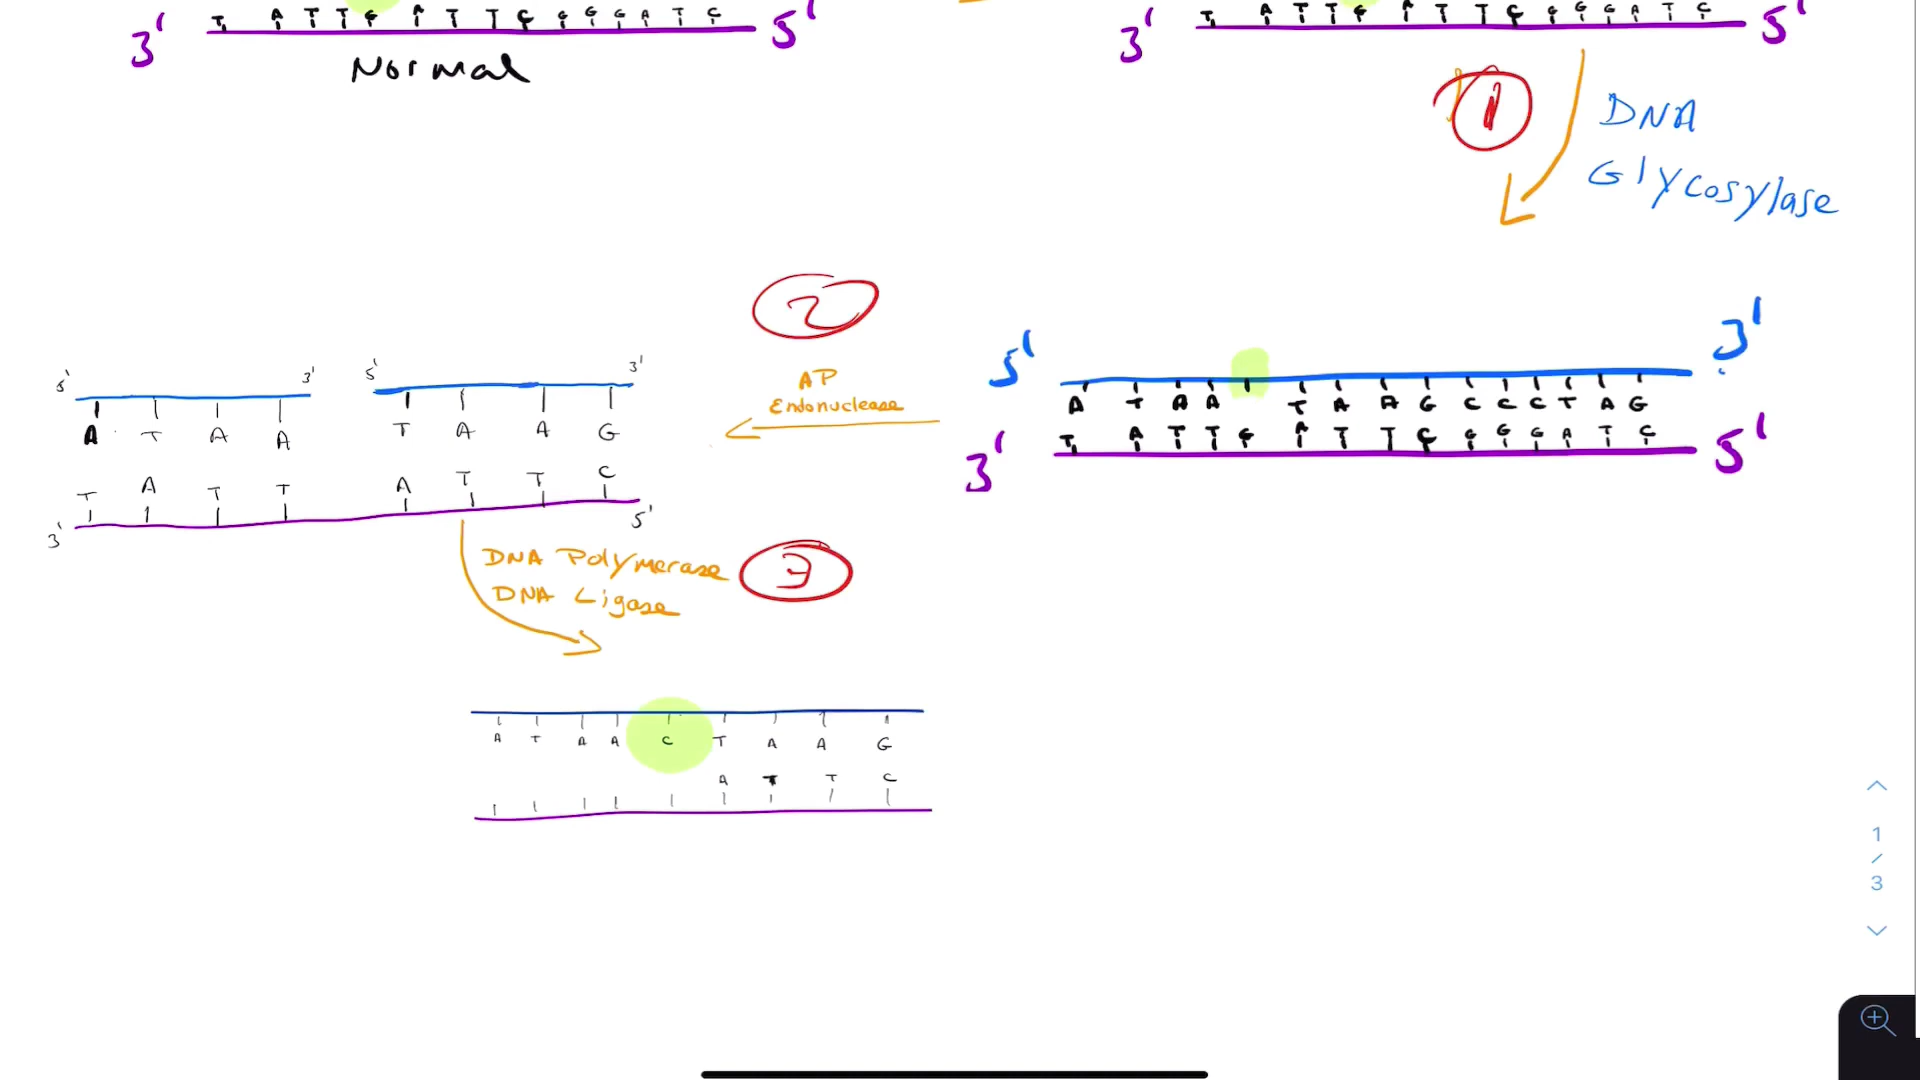 T A T T G A T T C G G G A T C
3' 5'
Normal
T A T T G A T T C G G G A T C
3' 5'
1
DNA
Glycosylase
2
AP
Endonuclease
5' 3'
A T A A T A A G C C C T A G
T A T T G A T T C G G G A T C
3' 5'
5' 3' 5' 3'
A T A A T A A G
T A T T A T T C
3' 5'
DNA Polymerase
DNA Ligase
3
A T A A C T A A G
A T T C
1
/
3